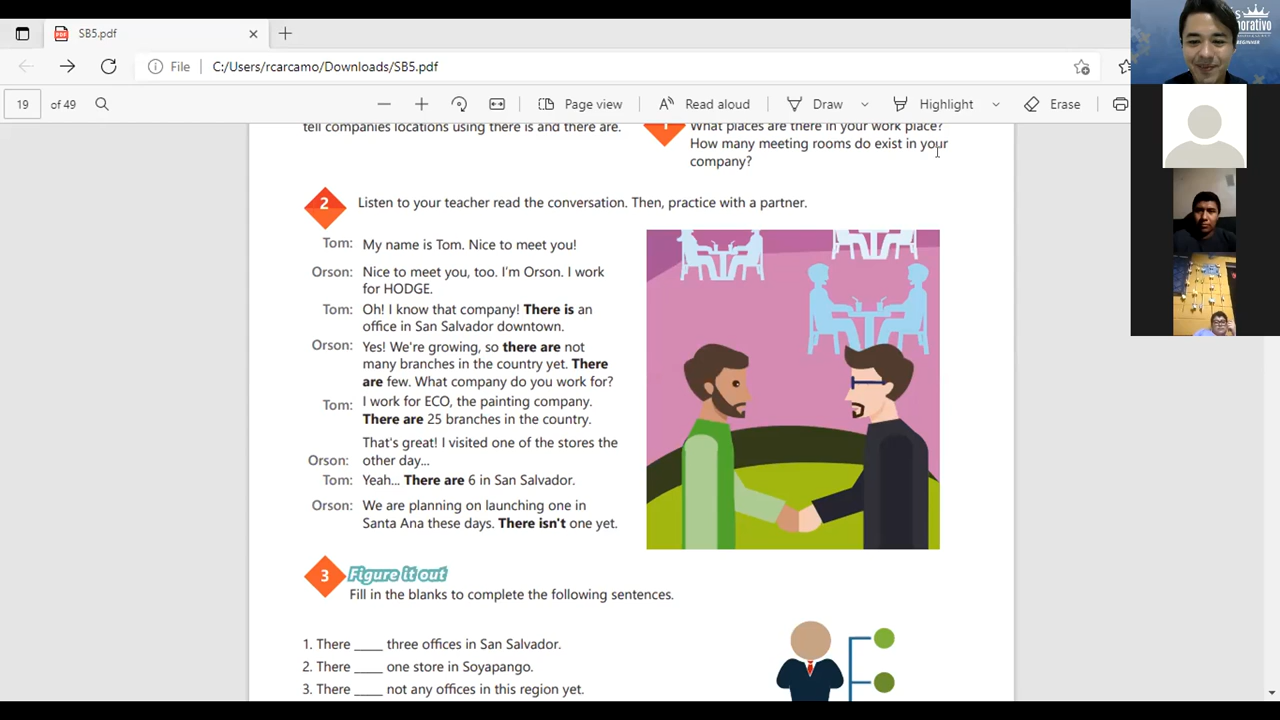 SB5.pdf
File C:/Users/rcarcamo/Downloads/SB5.pdf
19 of 49 Page view Read aloud Draw Highlight Erase
tell companies locations using there is and there are.
1 What places are there in your work place?
How many meeting rooms do exist in your
company?
2 Listen to your teacher read the conversation. Then, practice with a partner.
Tom: My name is Tom. Nice to meet you!
Orson: Nice to meet you, too. I'm Orson. I work
for HODGE.
Tom: Oh! I know that company! There is an
office in San Salvador downtown.
Orson: Yes! We're growing, so there are not
many branches in the country yet. There
are few. What company do you work for?
Tom: I work for ECO, the painting company.
There are 25 branches in the country.
That's great! I visited one of the stores the
Orson: other day...
Tom: Yeah... There are 6 in San Salvador.
Orson: We are planning on launching one in
Santa Ana these days. There isn't one yet.
3 Figure it out
Fill in the blanks to complete the following sentences.
1. There ____ three offices in San Salvador.
2. There ____ one store in Soyapango.
3. There ____ not any offices in this region yet.